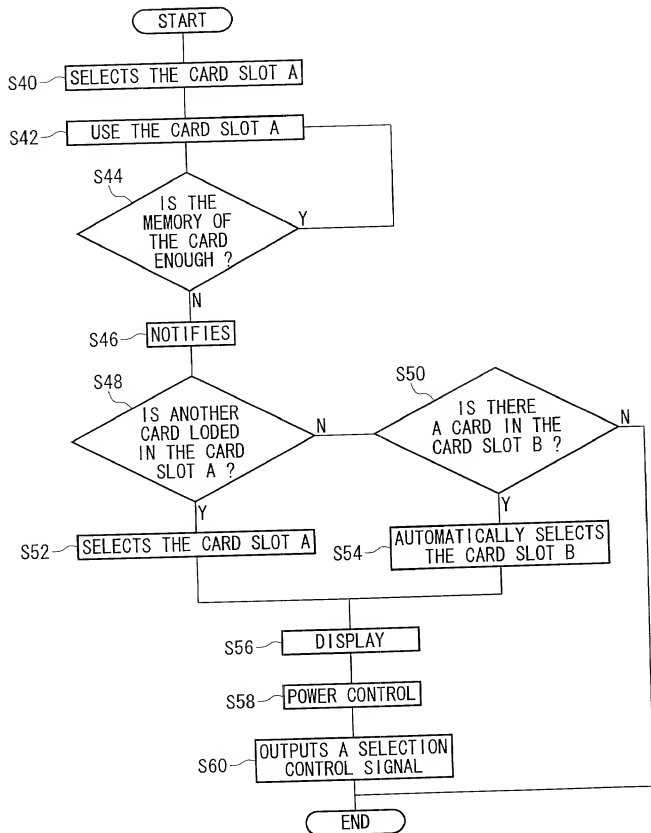 START
S40
SELECTS THE CARD SLOT A
S42
USE THE CARD SLOT A
S44
IS THE
MEMORY OF
THE CARD
ENOUGH ?
Y
N
S46
NOTIFIES
S48
IS ANOTHER
CARD LODED
IN THE CARD
SLOT A ?
N
Y
S50
IS THERE
A CARD IN THE
CARD SLOT B ?
N
Y
S52
SELECTS THE CARD SLOT A
S54
AUTOMATICALLY SELECTS
THE CARD SLOT B
S56
DISPLAY
S58
POWER CONTROL
S60
OUTPUTS A SELECTION
CONTROL SIGNAL
END